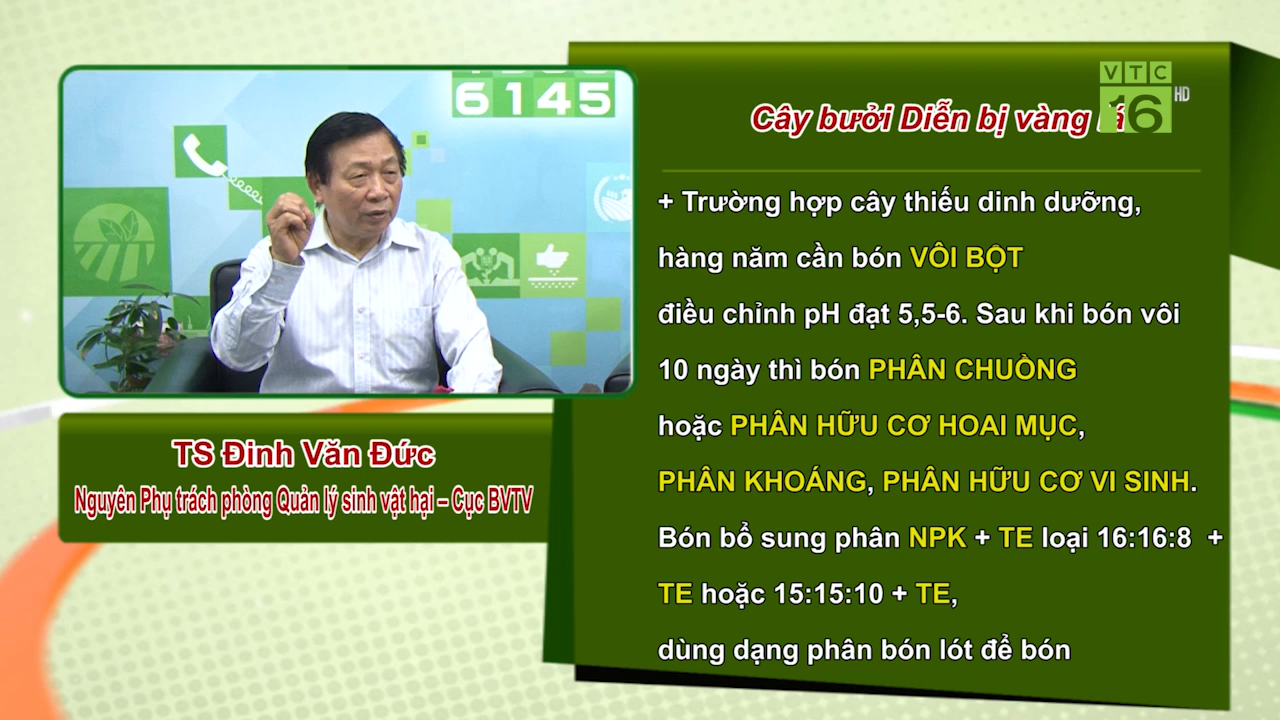 6145
VTC
16 HD
Cây bưởi Diễn bị vàng lá
+ Trường hợp cây thiếu dinh dưỡng,
hàng năm cần bón VÔI BỘT
điều chỉnh pH đạt 5,5-6. Sau khi bón vôi
10 ngày thì bón PHÂN CHUỒNG
hoặc PHÂN HỮU CƠ HOAI MỤC,
PHÂN KHOÁNG, PHÂN HỮU CƠ VI SINH.
Bón bổ sung phân NPK + TE loại 16:16:8 +
TE hoặc 15:15:10 + TE,
dùng dạng phân bón lót để bón
TS Đinh Văn Đức
Nguyên Phụ trách phòng Quản lý sinh vật hại – Cục BVTV